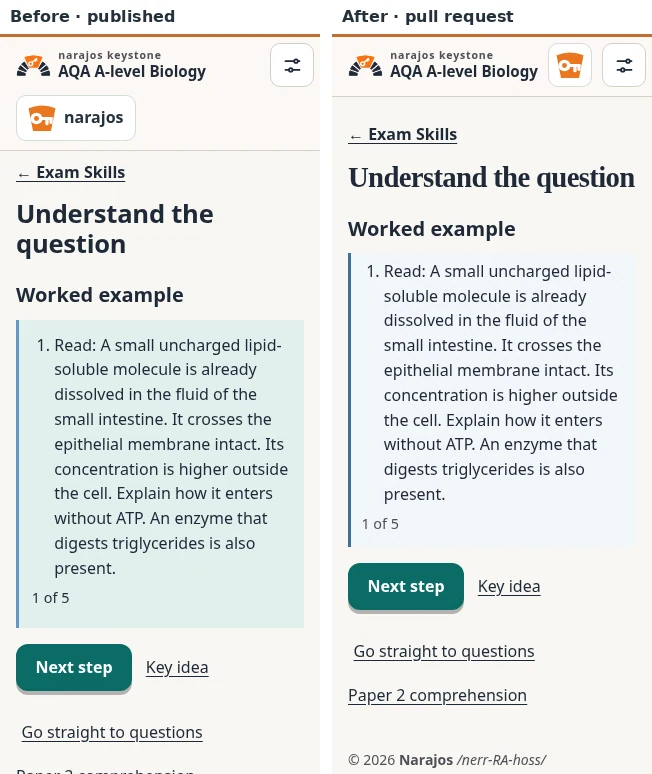 Before · published
narajos keystone
AQA A-level Biology
narajos
← Exam Skills
Understand the
question
Worked example
1. Read: A small uncharged lipid-
soluble molecule is already
dissolved in the fluid of the
small intestine. It crosses the
epithelial membrane intact. Its
concentration is higher outside
the cell. Explain how it enters
without ATP. An enzyme that
digests triglycerides is also
present.
1 of 5
Next step Key idea
Go straight to questions
Paper 2 comprehension
After · pull request
narajos keystone
AQA A-level Biology
← Exam Skills
Understand the question
Worked example
1. Read: A small uncharged lipid-
soluble molecule is already
dissolved in the fluid of the
small intestine. It crosses the
epithelial membrane intact. Its
concentration is higher outside
the cell. Explain how it enters
without ATP. An enzyme that
digests triglycerides is also
present.
1 of 5
Next step Key idea
Go straight to questions
Paper 2 comprehension
© 2026 Narajos /nerr-RA-hoss/